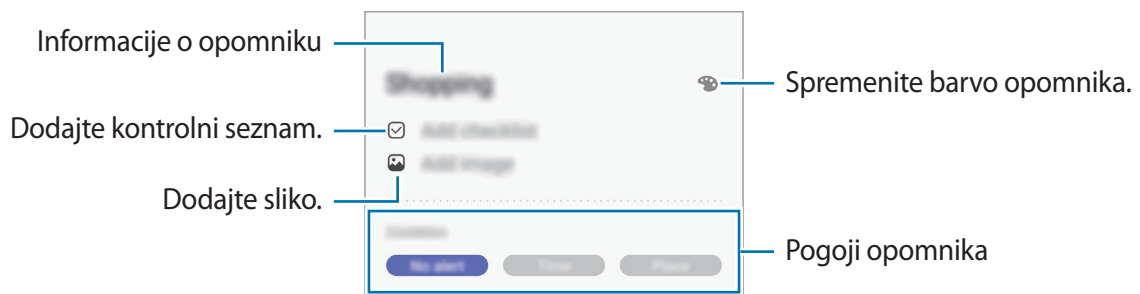 Informacije o opomniku
Shopping
Spremenite barvo opomnika.
Dodajte kontrolni seznam.
Add checklist
Add image
Dodajte sliko.
Pogoji opomnika
No alert
Time
Place